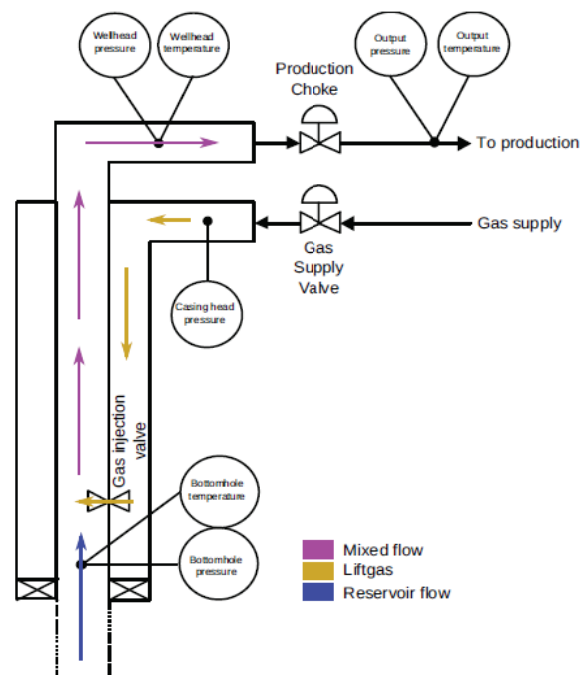 Wellhead
pressure
Wellhead
temperature
Output
pressure
Output
temperature
Production
Choke
To production
Gas supply
Gas
Supply
Valve
Casing head
pressure
Gas injection
valve
Bottomhole
temperature
Bottomhole
pressure
Mixed flow
Liftgas
Reservoir flow